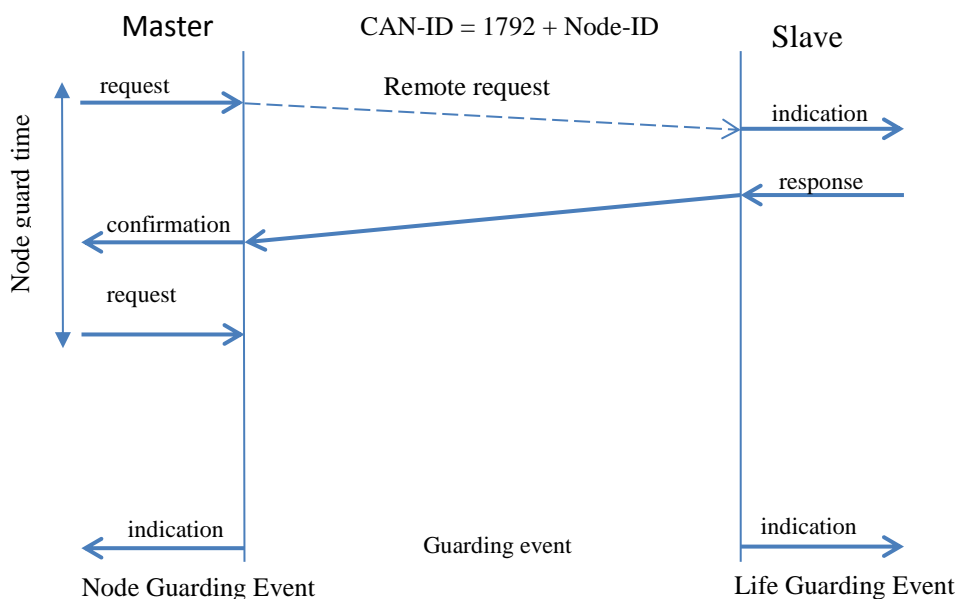 Master
CAN-ID = 1792 + Node-ID
Slave
request
Remote request
indication
Node guard time
response
confirmation
request
indication
Guarding event
indication
Node Guarding Event
Life Guarding Event